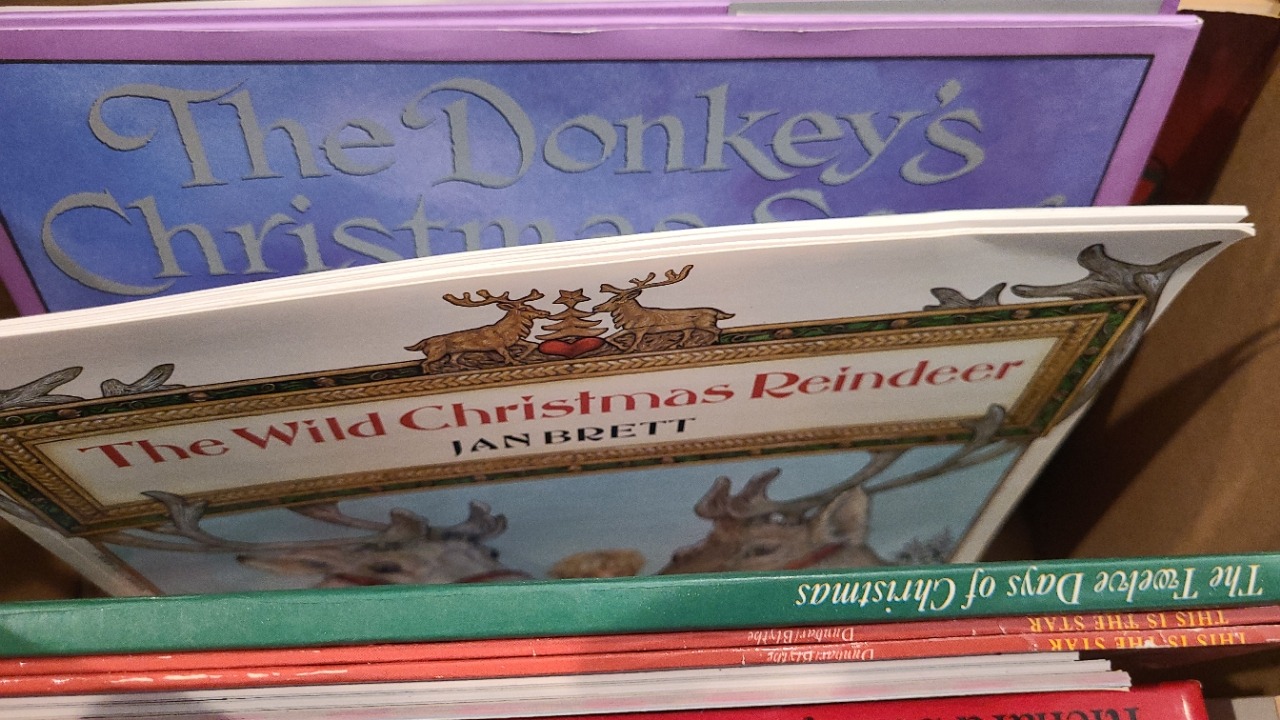 The Donkey's
Christmas
The Wild Christmas Reindeer
JAN BRETT
The Twelve Days of Christmas
THIS IS THE STAR
Dunbar/Blythe
THIS IS THE STAR
Dunbar/Blythe